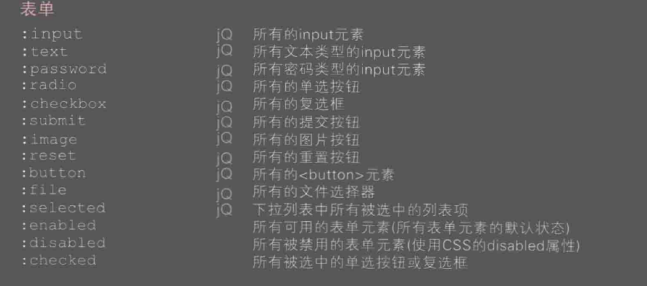 表单
:input jQ 所有的input元素
:text jQ 所有文本类型的input元素
:password jQ 所有密码类型的input元素
:radio jQ 所有的单选按钮
:checkbox jQ 所有的复选框
:submit jQ 所有的提交按钮
:image jQ 所有的图片按钮
:reset jQ 所有的重置按钮
:button jQ 所有的<button>元素
:file jQ 所有的文件选择器
:selected jQ 下拉列表中所有被选中的列表项
:enabled 所有可用的表单元素(所有表单元素的默认状态)
:disabled 所有被禁用的表单元素(使用CSS的disabled属性)
:checked 所有被选中的单选按钮或复选框